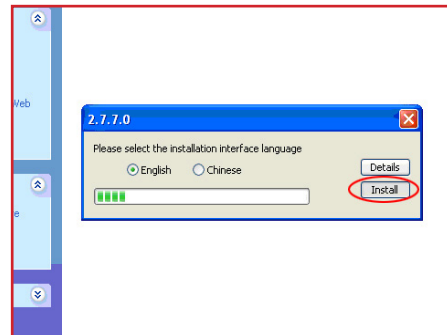 Web
2.7.7.0
Please select the installation interface language
English
Chinese
Details
Install
e